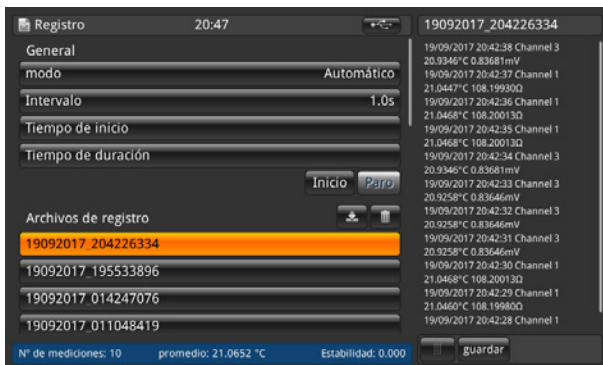 Registro 20:47
General
modo Automático
Intervalo 1.0s
Tiempo de inicio
Tiempo de duración
Inicio Paro
Archivos de registro
19092017_204226334
19092017_195533896
19092017_014247076
19092017_011048419
Nº de mediciones: 10 promedio: 21.0652 °C Estabilidad: 0.000
19092017_204226334
19/09/2017 20:42:38 Channel 3
20.9346°C 0.83681mV
19/09/2017 20:42:37 Channel 1
21.0447°C 108.19930Ω
19/09/2017 20:42:36 Channel 1
21.0468°C 108.20013Ω
19/09/2017 20:42:35 Channel 1
21.0468°C 108.20013Ω
19/09/2017 20:42:34 Channel 3
20.9346°C 0.83681mV
19/09/2017 20:42:33 Channel 3
20.9258°C 0.83646mV
19/09/2017 20:42:32 Channel 3
20.9258°C 0.83646mV
19/09/2017 20:42:31 Channel 3
20.9258°C 0.83646mV
19/09/2017 20:42:30 Channel 1
21.0468°C 108.20013Ω
19/09/2017 20:42:29 Channel 1
21.0460°C 108.19980Ω
19/09/2017 20:42:28 Channel 1
guardar